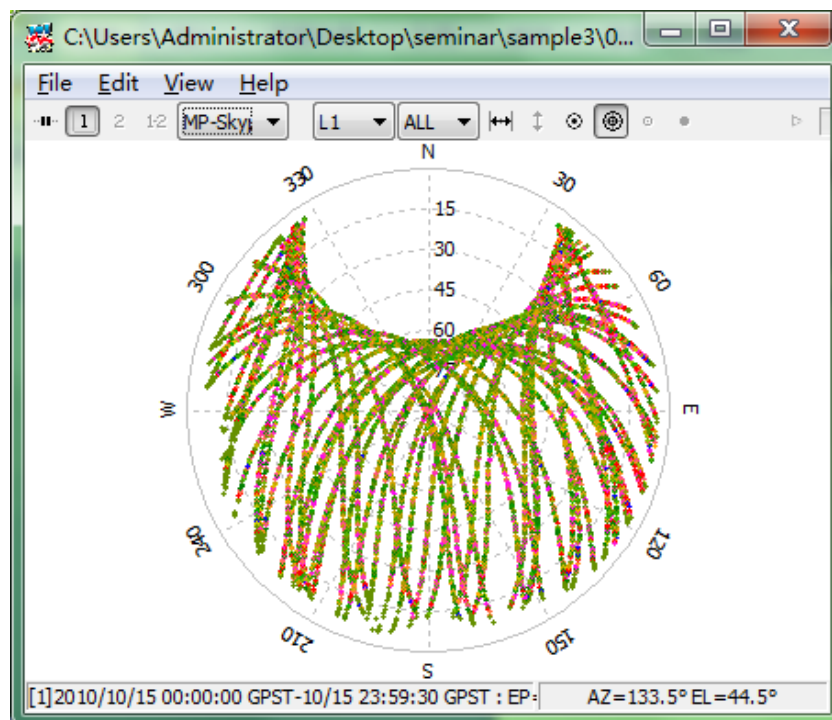 C:\Users\Administrator\Desktop\seminar\sample3\0...
File Edit View Help
1 2 1-2 MP-Sky L1 ALL
N
330 30
15
30
300 60
45
60
W E
240 120
210 150
S
[1]2010/10/15 00:00:00 GPST-10/15 23:59:30 GPST : EP= AZ=133.5° EL=44.5°